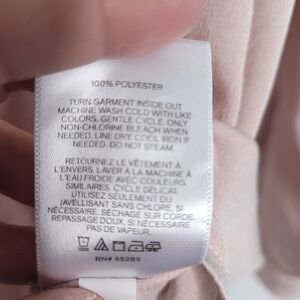 100% POLYESTER
TURN GARMENT INSIDE OUT
MACHINE WASH COLD WITH LIKE
COLORS, GENTLE CYCLE. ONLY
NON-CHLORINE BLEACH WHEN
NEEDED. LINE DRY, COOL IRON IF
NEEDED. DO NOT STEAM.
RETOURNEZ LE VÊTEMENT À
L'ENVERS. LAVER À LA MACHINE À
L'EAU FROIDE AVEC COULEURS
SIMILAIRES, CYCLE DÉLICAT.
UTILISEZ SEULEMENT DU
JAVELLISANT SANS CHLORE, SI
NÉCESSAIRE. SÉCHAGE SUR CORDE.
REPASSAGE DOUX, SI NÉCESSAIRE.
PAS DE VAPEUR.
RN# 55285